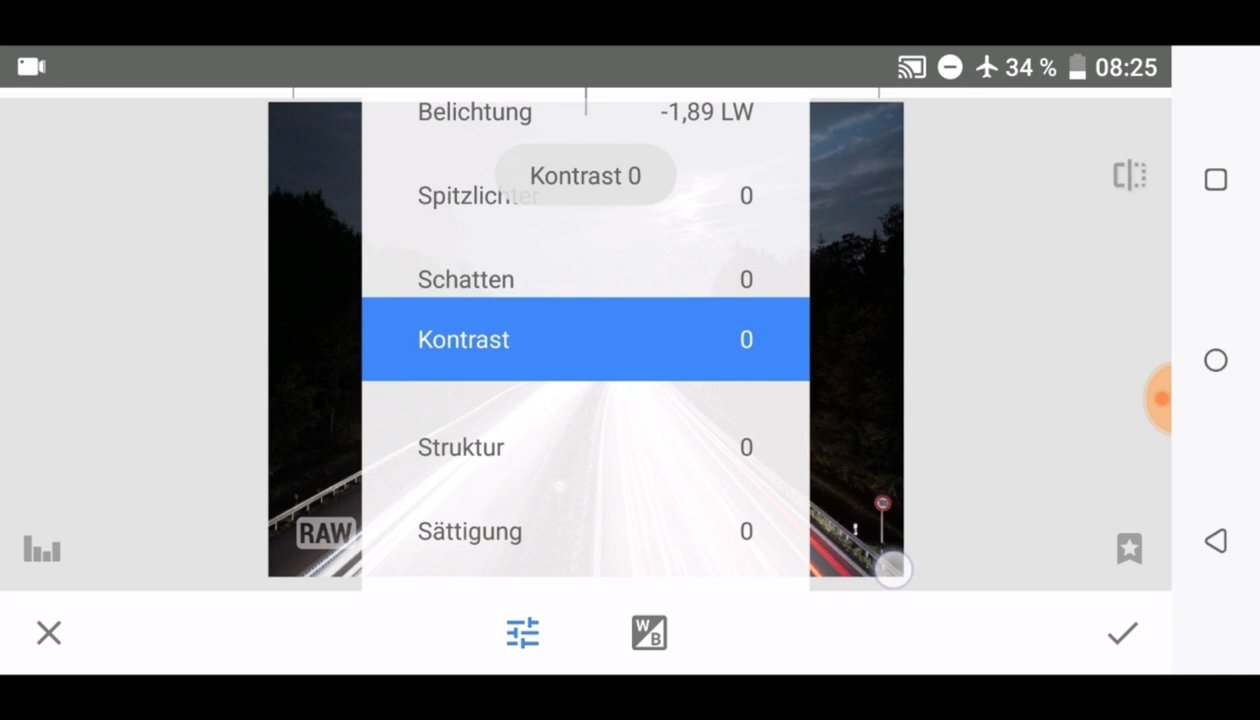 34 % 08:25
Belichtung -1,89 LW
Kontrast 0
Spitzlichter 0
Schatten 0
Kontrast 0
Struktur 0
RAW
Sättigung 0
W
B